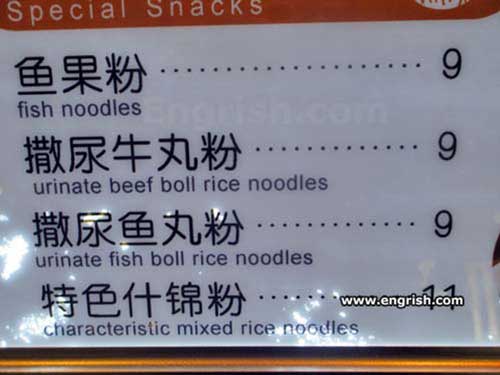 Special Snacks
鱼果粉 ........................ 9
fish noodles
Engrish.com
撒尿牛丸粉 ............... 9
urinate beef boll rice noodles
撒尿鱼丸粉 ............... 9
urinate fish boll rice noodles
特色什锦粉 ............... 11
www.engrish.com
characteristic mixed rice noodles